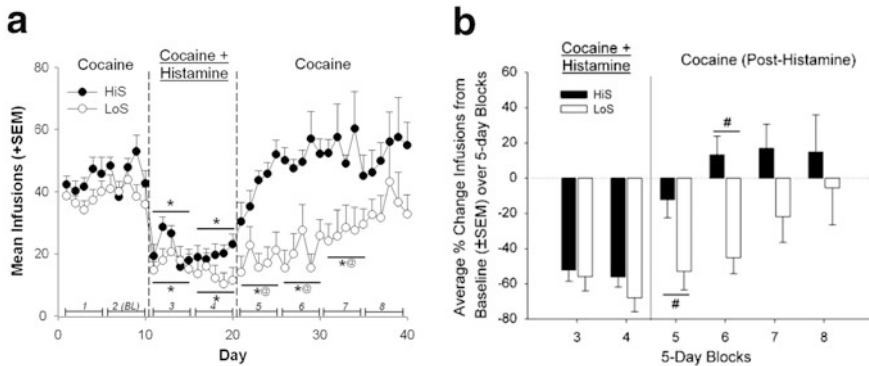 a
Cocaine
Cocaine +
Histamine
Cocaine
HiS
LoS
Mean Infusions (+SEM)
80
60
40
20
0
*
*
*
*
*@
*@
*@
1
2 (BL)
3
4
5
6
7
8
0
10
20
30
40
Day
b
Cocaine +
Histamine
Cocaine (Post-Histamine)
HiS
LoS
Average % Change Infusions from
Baseline (±SEM) over 5-day Blocks
60
40
20
0
-20
-40
-60
-80
#
#
3
4
5
6
7
8
5-Day Blocks